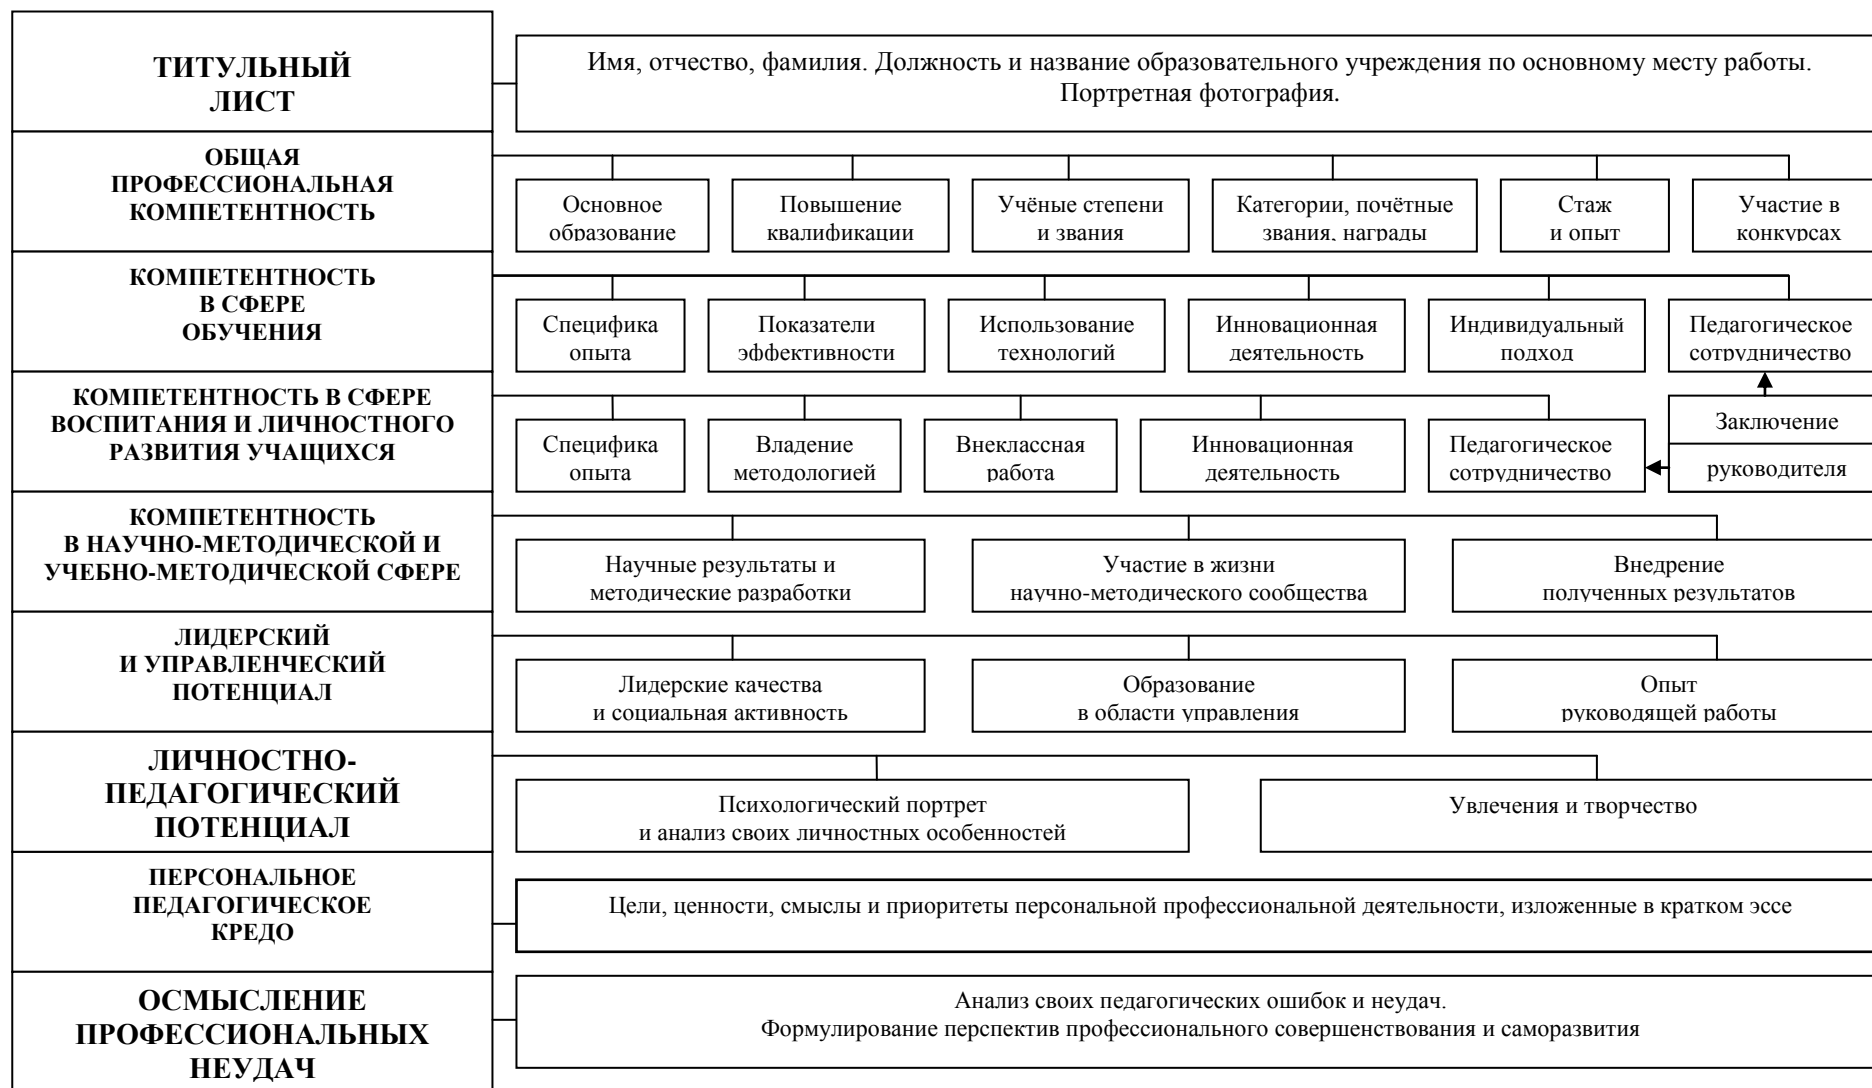 ТИТУЛЬНЫЙ
ЛИСТ
Имя, отчество, фамилия. Должность и название образовательного учреждения по основному месту работы.
Портретная фотография.
ОБЩАЯ
ПРОФЕССИОНАЛЬНАЯ
КОМПЕТЕНТНОСТЬ
Основное
образование
Повышение
квалификации
Учёные степени
и звания
Категории, почётные
звания, награды
Стаж
и опыт
Участие в
конкурсах
КОМПЕТЕНТНОСТЬ
В СФЕРЕ
ОБУЧЕНИЯ
Специфика
опыта
Показатели
эффективности
Использование
технологий
Инновационная
деятельность
Индивидуальный
подход
Педагогическое
сотрудничество
КОМПЕТЕНТНОСТЬ В СФЕРЕ
ВОСПИТАНИЯ И ЛИЧНОСТНОГО
РАЗВИТИЯ УЧАЩИХСЯ
Специфика
опыта
Владение
методологией
Внеклассная
работа
Инновационная
деятельность
Педагогическое
сотрудничество
Заключение
руководителя
КОМПЕТЕНТНОСТЬ
В НАУЧНО-МЕТОДИЧЕСКОЙ И
УЧЕБНО-МЕТОДИЧЕСКОЙ СФЕРЕ
Научные результаты и
методические разработки
Участие в жизни
научно-методического сообщества
Внедрение
полученных результатов
ЛИДЕРСКИЙ
И УПРАВЛЕНЧЕСКИЙ
ПОТЕНЦИАЛ
Лидерские качества
и социальная активность
Образование
в области управления
Опыт
руководящей работы
ЛИЧНОСТНО-
ПЕДАГОГИЧЕСКИЙ
ПОТЕНЦИАЛ
Психологический портрет
и анализ своих личностных особенностей
Увлечения и творчество
ПЕРСОНАЛЬНОЕ
ПЕДАГОГИЧЕСКОЕ
КРЕДО
Цели, ценности, смыслы и приоритеты персональной профессиональной деятельности, изложенные в кратком эссе
ОСМЫСЛЕНИЕ
ПРОФЕССИОНАЛЬНЫХ
НЕУДАЧ
Анализ своих педагогических ошибок и неудач.
Формулирование перспектив профессионального совершенствования и саморазвития